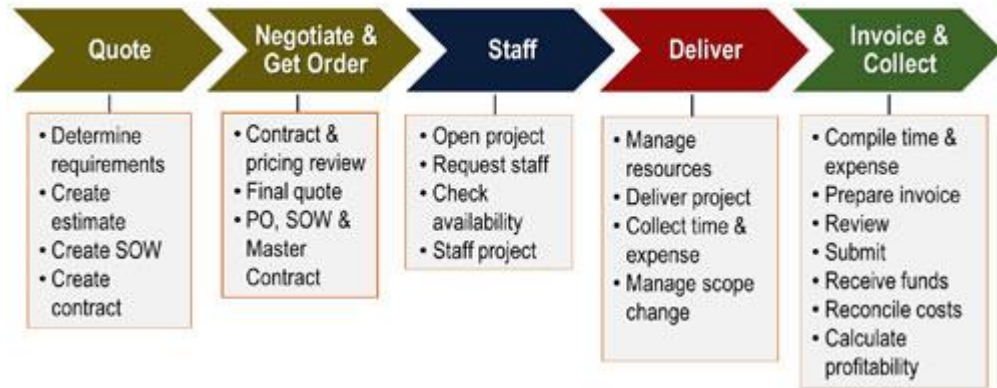 Quote
Negotiate &
Get Order
Staff
Deliver
Invoice &
Collect
• Determine
requirements
• Create
estimate
• Create SOW
• Create
contract
• Contract &
pricing review
• Final quote
• PO, SOW &
Master
Contract
• Open project
• Request staff
• Check
availability
• Staff project
• Manage
resources
• Deliver project
• Collect time &
expense
• Manage scope
change
• Compile time &
expense
• Prepare invoice
• Review
• Submit
• Receive funds
• Reconcile costs
• Calculate
profitability